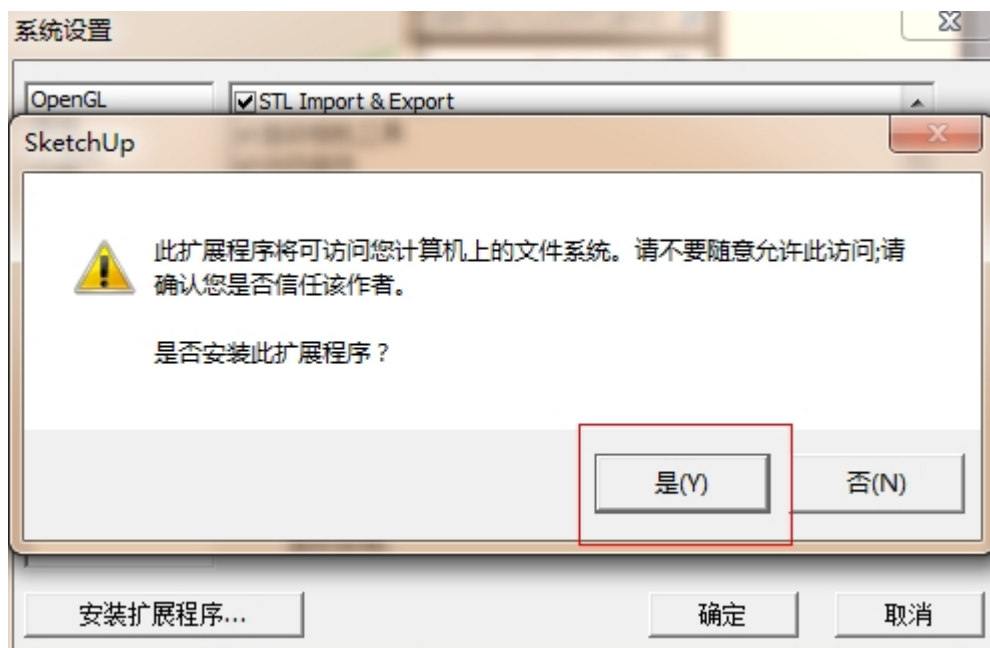 系统设置
OpenGL
STL Import & Export
SketchUp
此扩展程序将可访问您计算机上的文件系统。请不要随意允许此访问;请
确认您是否信任该作者。
是否安装此扩展程序？
是(Y)
否(N)
安装扩展程序...
确定
取消